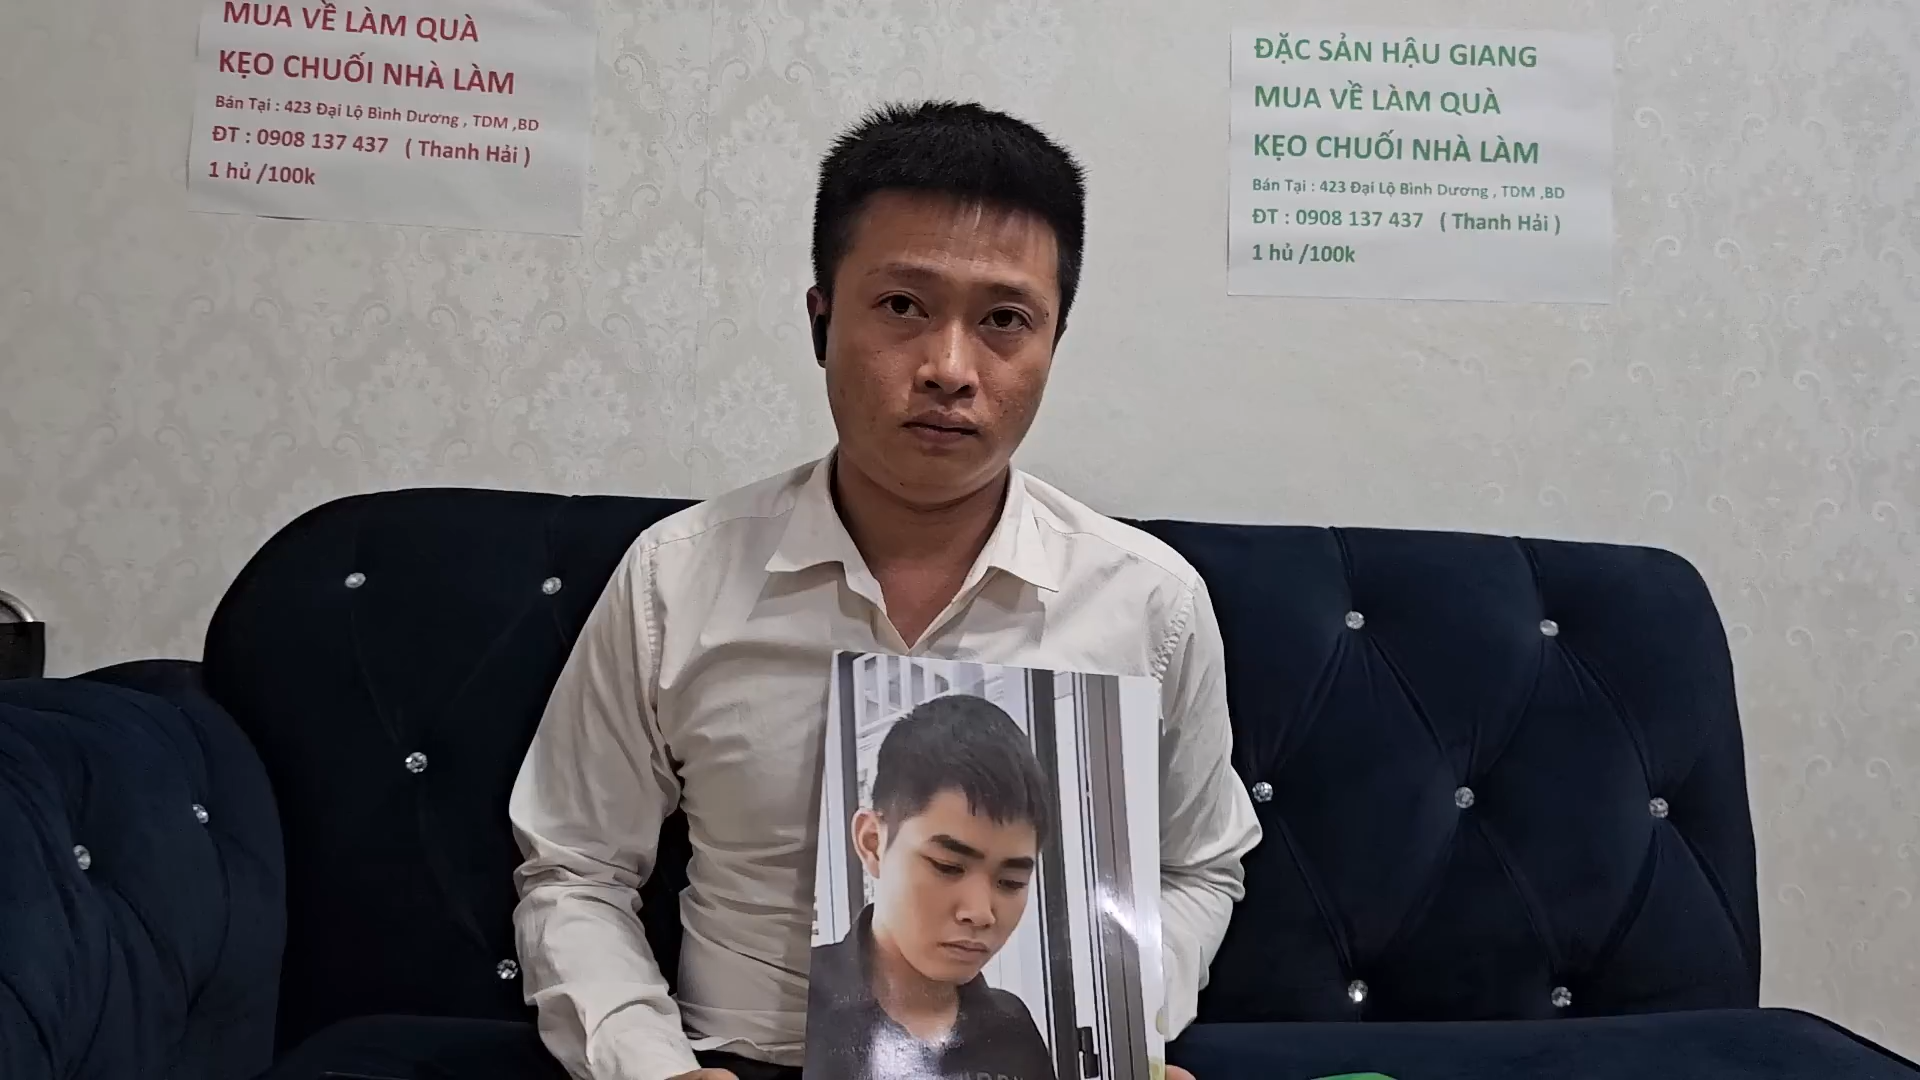 MUA VỀ LÀM QUÀ
KẸO CHUỐI NHÀ LÀM
Bán Tại : 423 Đại Lộ Bình Dương , TDM ,BD
ĐT : 0908 137 437 ( Thanh Hải )
1 hủ /100k
ĐẶC SẢN HẬU GIANG
MUA VỀ LÀM QUÀ
KẸO CHUỐI NHÀ LÀM
Bán Tại : 423 Đại Lộ Bình Dương , TDM ,BD
ĐT : 0908 137 437 ( Thanh Hải )
1 hủ /100k